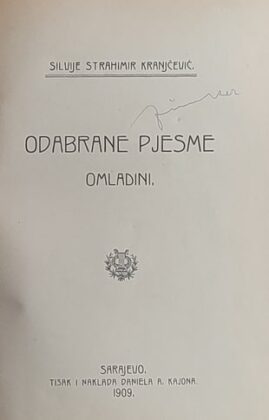 SILVIJE STRAHIMIR KRANJČEVIĆ.
ODABRANE PJESME
OMLADINI.
SARAJEVO.
TISAK I NAKLADA DANIELA A. KAJONA.
1909.